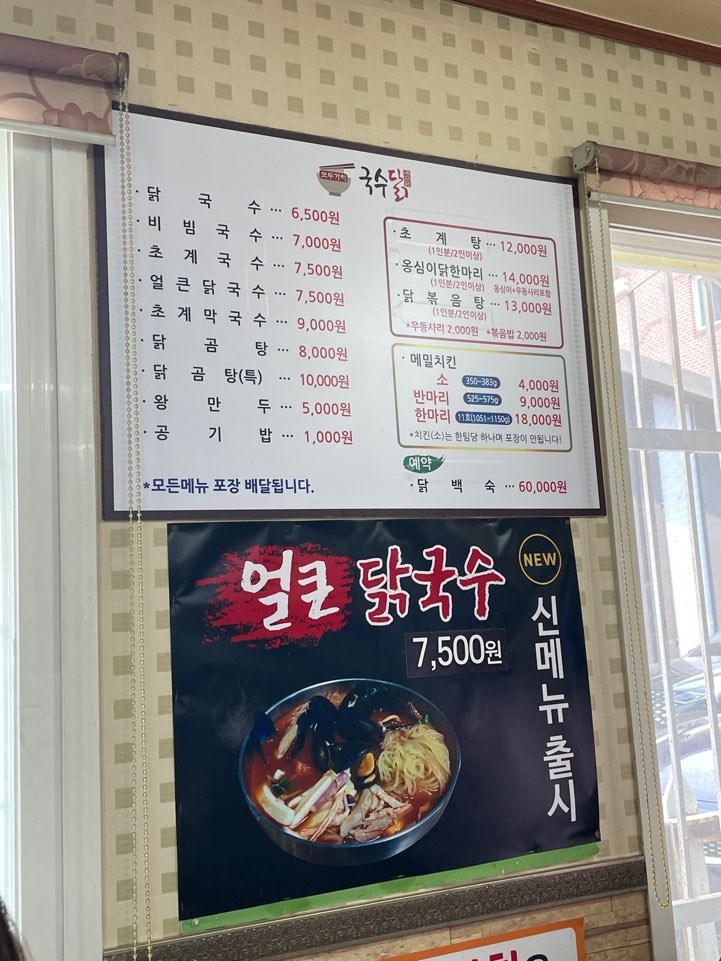 모두가치 국수닭
· 닭국수 ··· 6,500원
· 비빔국수 ··· 7,000원
· 초계국수 ··· 7,500원
· 얼큰닭국수 ··· 7,500원
· 초계막국수 ··· 9,000원
· 닭곰탕 ··· 8,000원
· 닭곰탕(특) ··· 10,000원
· 왕만두 ··· 5,000원
· 공기밥 ··· 1,000원
*모든메뉴 포장 배달됩니다.
· 초계탕 ··· 12,000원
(1인분/2인이상)
· 옹심이닭한마리 ··· 14,000원
(1인분/2인이상) 옹심이+우동사리포함
· 닭볶음탕 ··· 13,000원
(1인분/2인이상)
*우동사리 2,000원 *볶음밥 2,000원
· 메밀치킨
소 350~383g 4,000원
반마리 525~575g 9,000원
한마리 11호(1051~1150g) 18,000원
*치킨(소)는 한팀당 하나며 포장이 안됩니다!
예약
· 닭백숙 ··· 60,000원
얼큰 닭국수
7,500원
NEW
신메뉴 출시